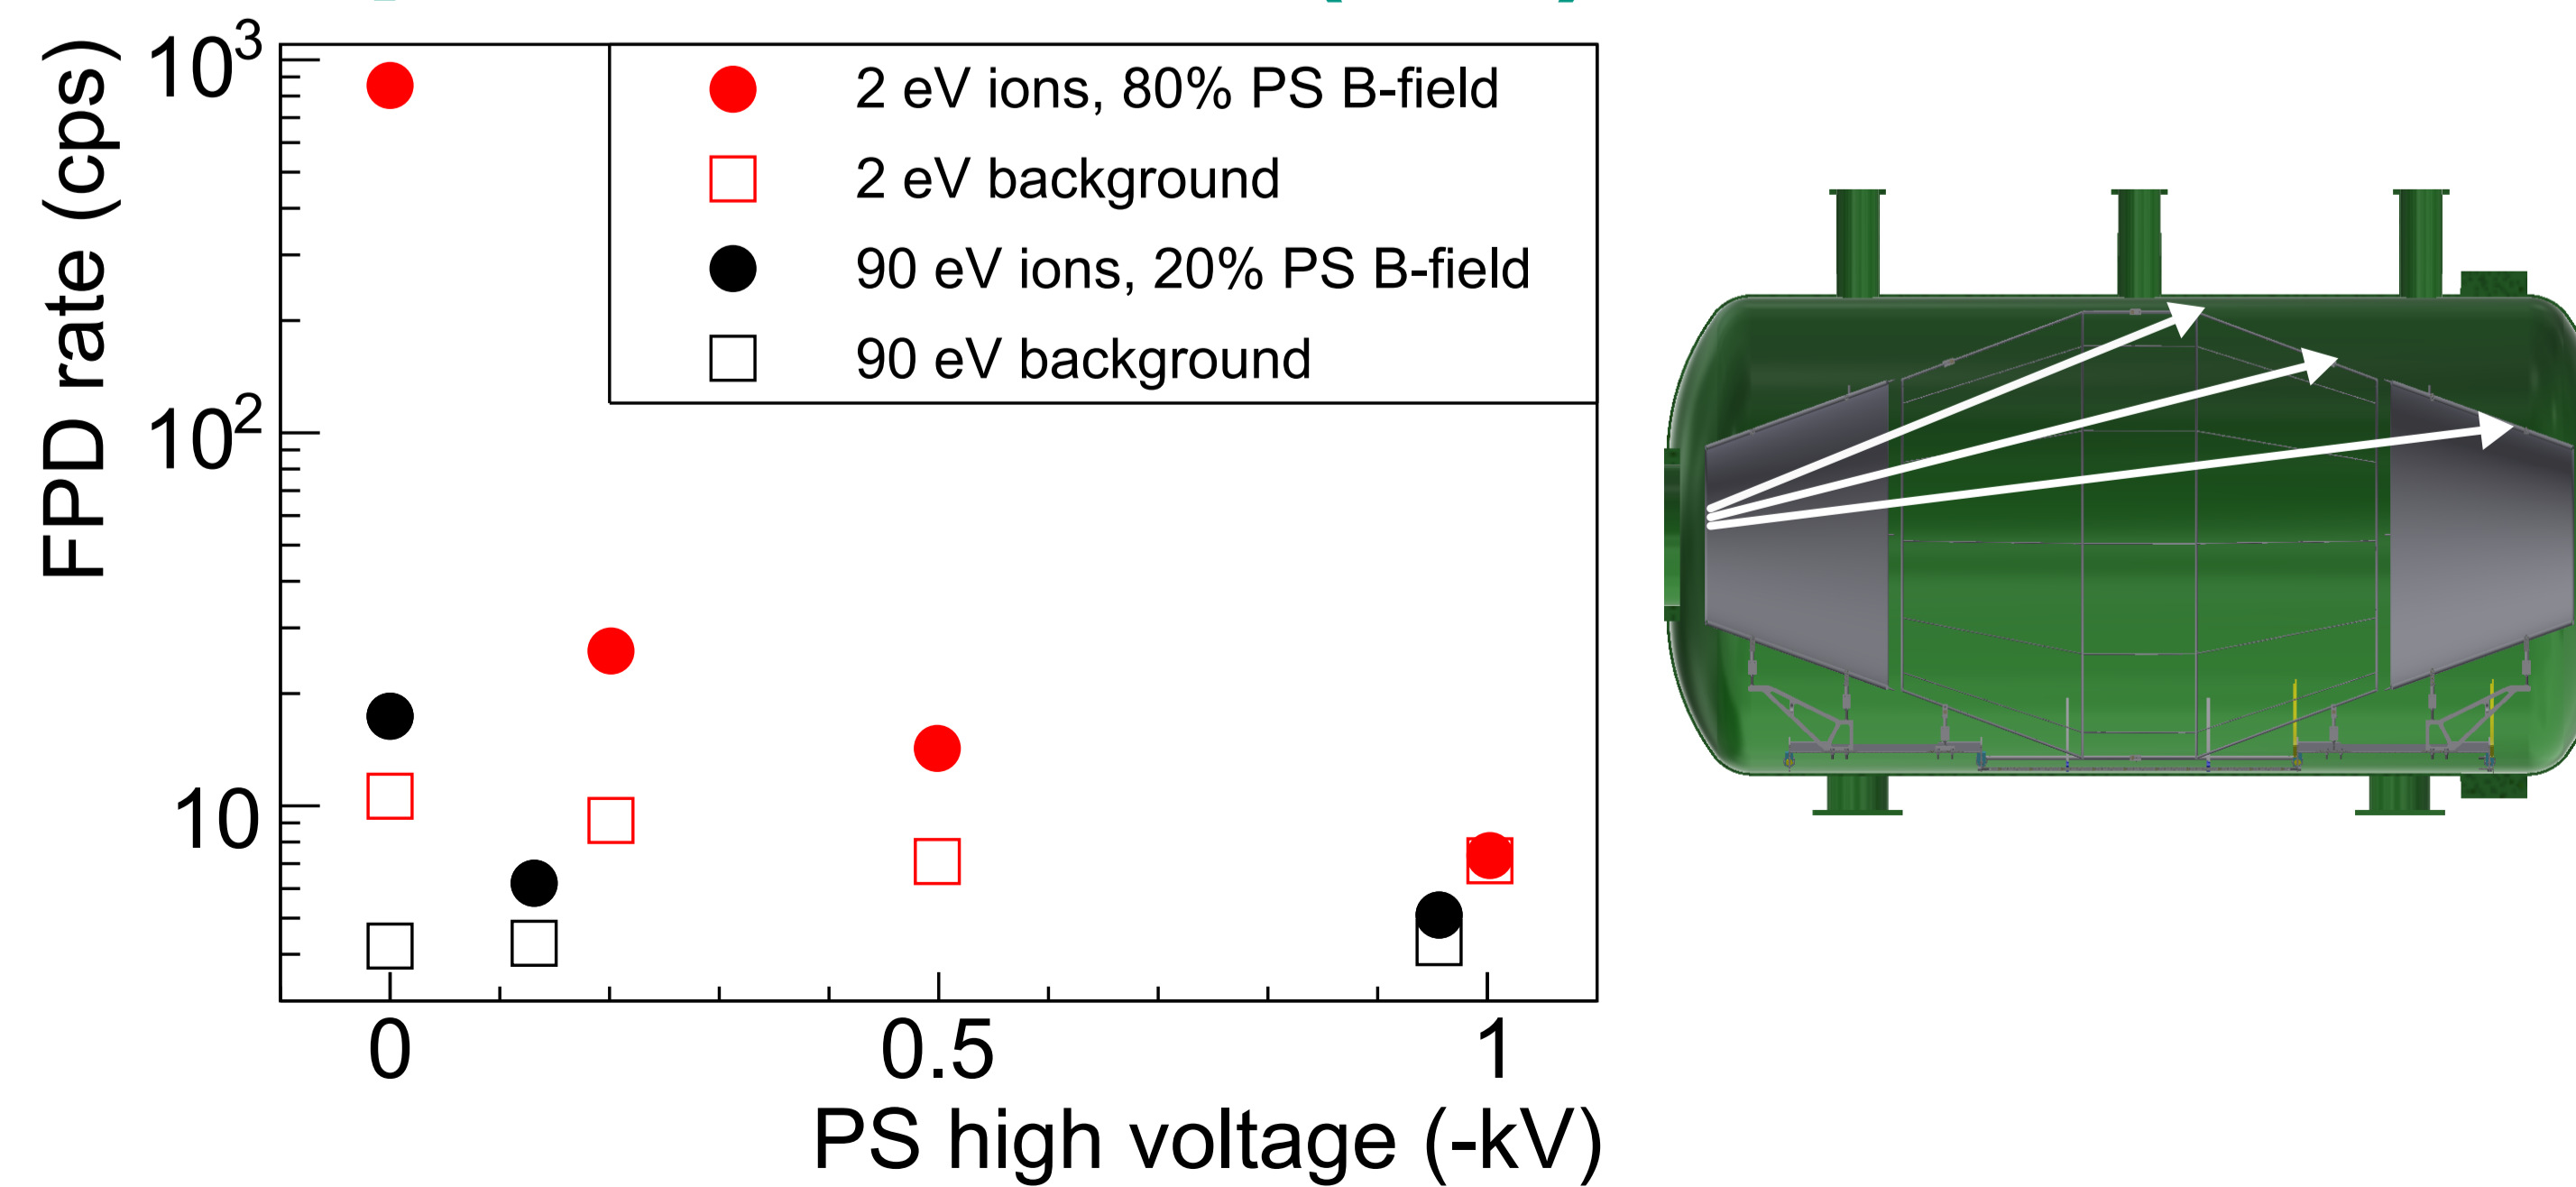 FPD rate (cps)
10³
10²
10
2 eV ions, 80% PS B-field
2 eV background
90 eV ions, 20% PS B-field
90 eV background
0 0.5 1
PS high voltage (-kV)